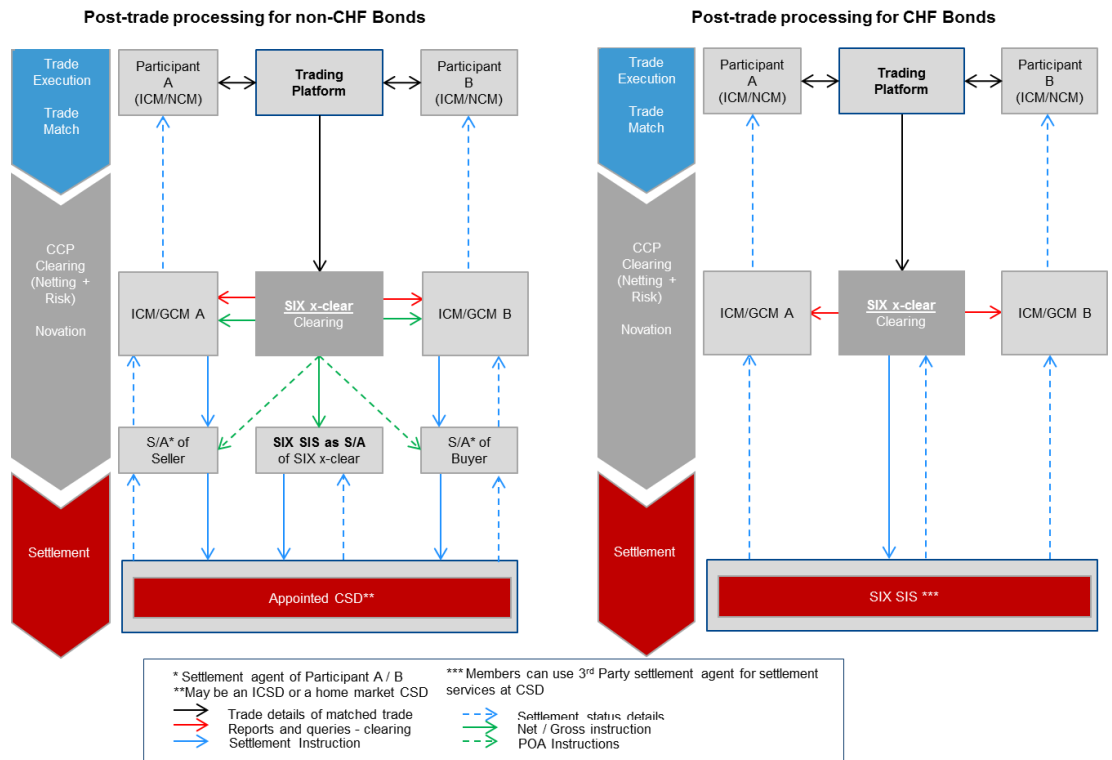 Post-trade processing for non-CHF Bonds
Trade
Execution
Trade
Match
CCP
Clearing
(Netting +
Risk)
Novation
Settlement
Participant
A
(ICM/NCM)
Trading
Platform
Participant
B
(ICM/NCM)
ICM/GCM A
SIX x-clear
Clearing
ICM/GCM B
S/A* of
Seller
SIX SIS as S/A
of SIX x-clear
S/A* of
Buyer
Appointed CSD**
Post-trade processing for CHF Bonds
Trade
Execution
Trade
Match
CCP
Clearing
(Netting +
Risk)
Novation
Settlement
Participant
A
(ICM/NCM)
Trading
Platform
Participant
B
(ICM/NCM)
ICM/GCM A
SIX x-clear
Clearing
ICM/GCM B
SIX SIS ***
* Settlement agent of Participant A / B
**May be an ICSD or a home market CSD
Trade details of matched trade
Reports and queries - clearing
Settlement Instruction
*** Members can use 3rd Party settlement agent for settlement
services at CSD
Settlement status details
Net / Gross instruction
POA Instructions